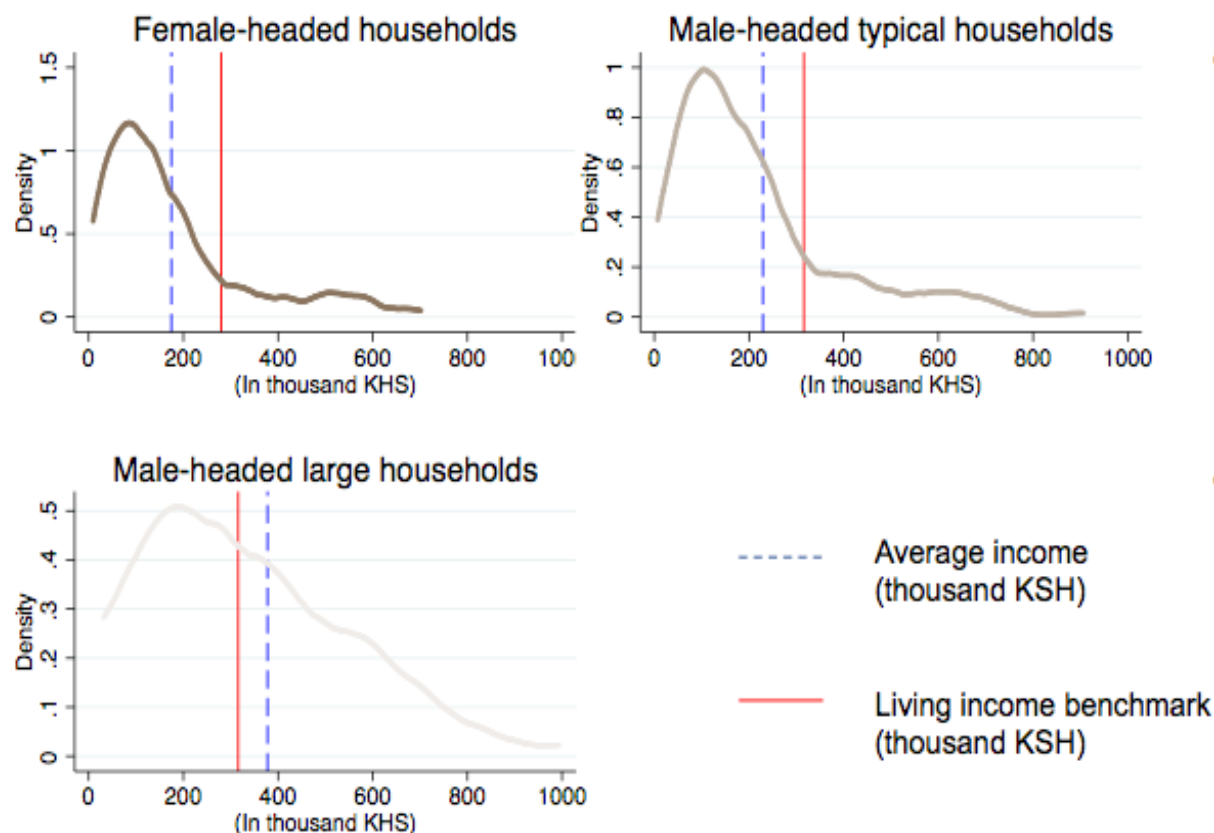 Female-headed households
1.5
1
.5
0
Density
0 200 400 600 800 100
(In thousand KHS)
Male-headed typical households
1
.8
.6
.4
.2
0
Density
0 200 400 600 800 1000
(In thousand KHS)
Male-headed large households
.5
.4
.3
.2
.1
0
Density
0 200 400 600 800 1000
(In thousand KHS)
Average income
(thousand KSH)
Living income benchmark
(thousand KSH)